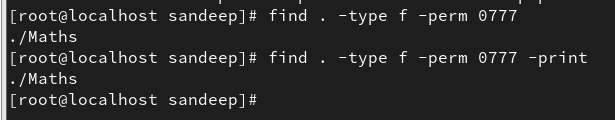 [root@localhost sandeep]# find . -type f -perm 0777
./Maths
[root@localhost sandeep]# find . -type f -perm 0777 -print
./Maths
[root@localhost sandeep]#